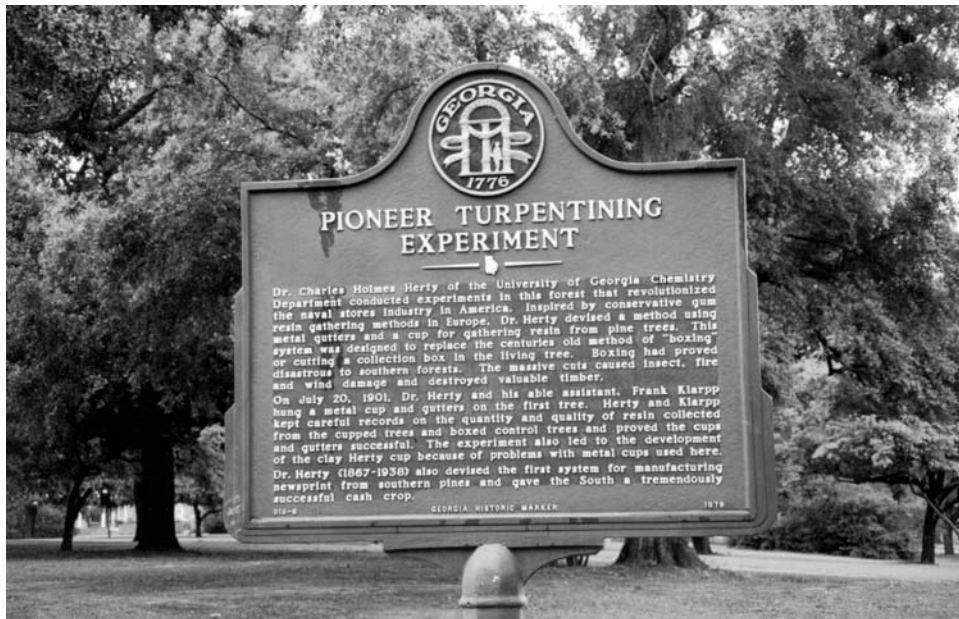 GEORGIA
1776
PIONEER TURPENTINING
EXPERIMENT
Dr. Charles Holmes Herty of the University of Georgia Chemistry
Department conducted experiments in this forest that revolutionized
the naval stores industry in America. Inspired by conservative gum
resin gathering methods in Europe, Dr. Herty devised a method using
metal gutters and a cup for gathering resin from pine trees. This
system was designed to replace the centuries old method of "boxing"
or cutting a collection box in the living tree. Boxing had proved
disastrous to southern forests. The massive cuts caused insect, fire
and wind damage and destroyed valuable timber.
On July 20, 1901, Dr. Herty and his able assistant, Frank Klarpp
hung a metal cup and gutters on the first tree. Herty and Klarpp
kept careful records on the quantity and quality of resin collected
from the cupped trees and boxed control trees and proved the cups
and gutters successful. The experiment also led to the development
of the clay Herty cup because of problems with metal cups used here.
Dr. Herty (1867-1938) also devised the first system for manufacturing
newsprint from southern pines and gave the South a tremendously
successful cash crop.
GEORGIA HISTORIC MARKER